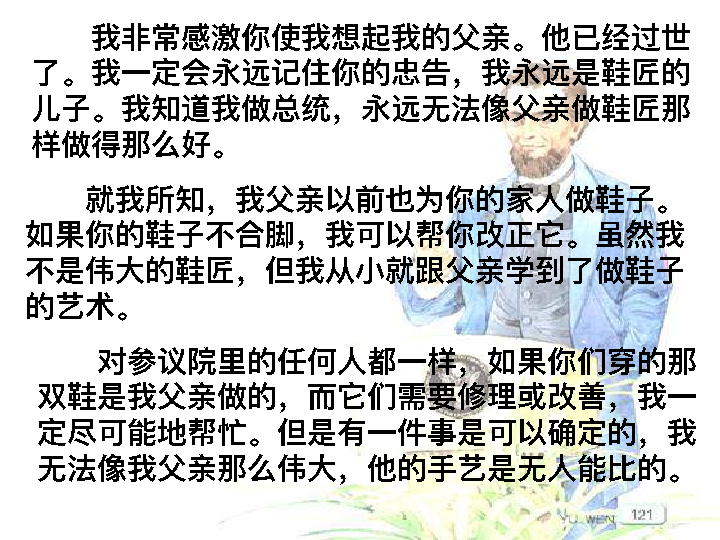 我非常感激你使我想起我的父亲。他已经过世
了。我一定会永远记住你的忠告，我永远是鞋匠的
儿子。我知道我做总统，永远无法像父亲做鞋匠那
样做得那么好。
就我所知，我父亲以前也为你的家人做鞋子。
如果你的鞋子不合脚，我可以帮你改正它。虽然我
不是伟大的鞋匠，但我从小就跟父亲学到了做鞋子
的艺术。
对参议院里的任何人都一样，如果你们穿的那
双鞋是我父亲做的，而它们需要修理或改善，我一
定尽可能地帮忙。但是有一件事是可以确定的，我
无法像我父亲那么伟大，他的手艺是无人能比的。
YU WEN 121